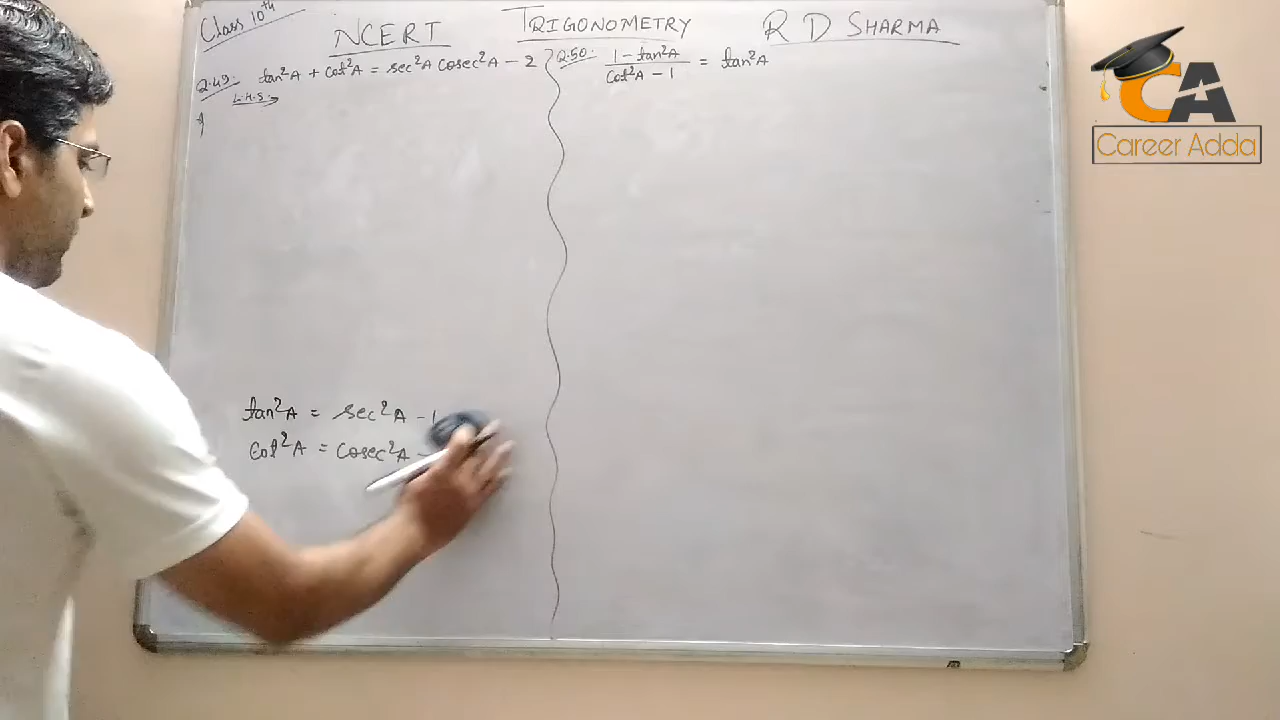 Class 10th
NCERT TRIGONOMETRY R D SHARMA
Q.49:- tan²A + cot²A = sec²A cosec²A - 2
L.H.S.
Q.50:- (1 - tan²A)/(cot²A - 1) = tan²A
tan²A = sec²A - 1
cot²A = cosec²A -
CA
Career Adda